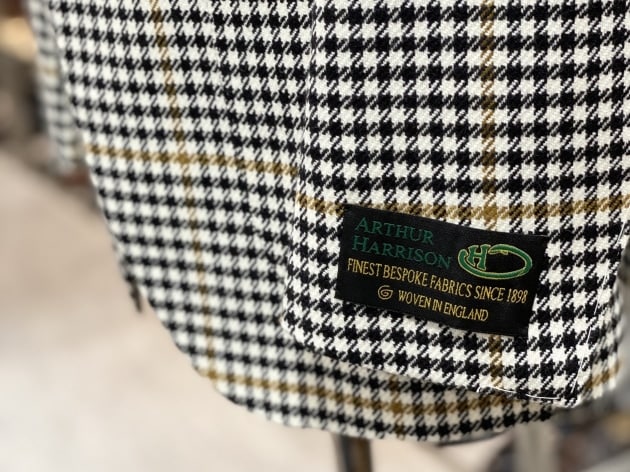 ARTHUR
HARRISON
H
FINEST BESPOKE FABRICS SINCE 1898
WOVEN IN ENGLAND